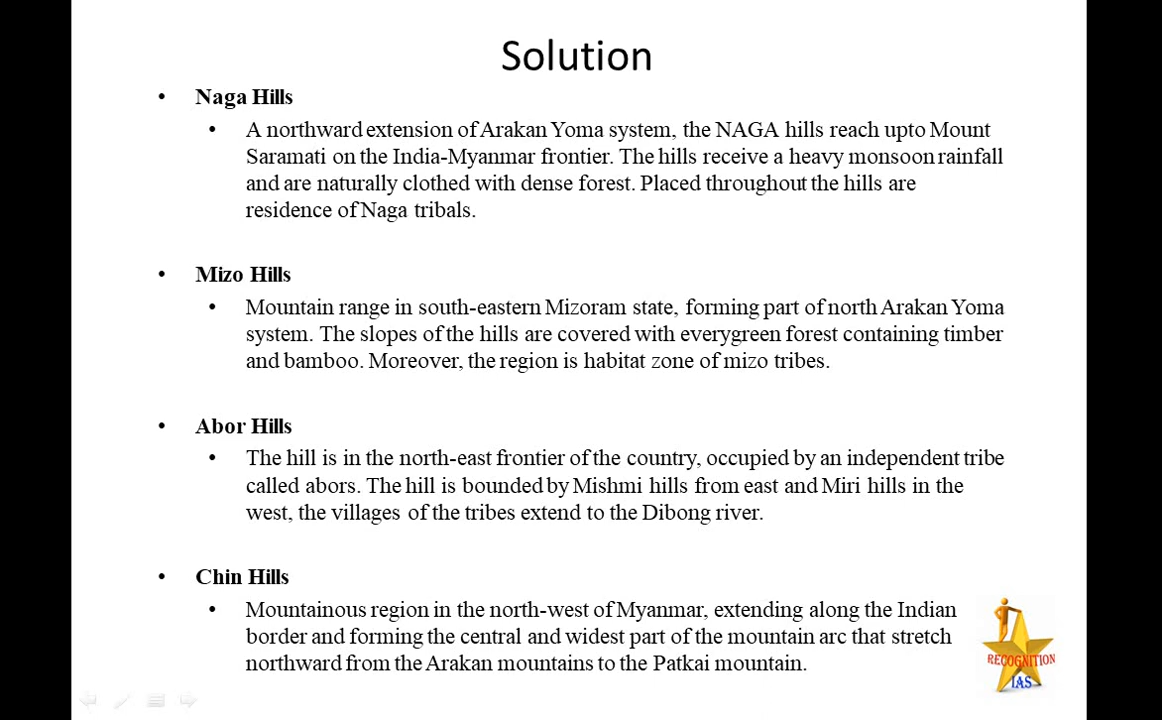 Solution
• Naga Hills
• A northward extension of Arakan Yoma system, the NAGA hills reach upto Mount
Saramati on the India-Myanmar frontier. The hills receive a heavy monsoon rainfall
and are naturally clothed with dense forest. Placed throughout the hills are
residence of Naga tribals.
• Mizo Hills
• Mountain range in south-eastern Mizoram state, forming part of north Arakan Yoma
system. The slopes of the hills are covered with everygreen forest containing timber
and bamboo. Moreover, the region is habitat zone of mizo tribes.
• Abor Hills
• The hill is in the north-east frontier of the country, occupied by an independent tribe
called abors. The hill is bounded by Mishmi hills from east and Miri hills in the
west, the villages of the tribes extend to the Dibong river.
• Chin Hills
• Mountainous region in the north-west of Myanmar, extending along the Indian
border and forming the central and widest part of the mountain arc that stretch
northward from the Arakan mountains to the Patkai mountain.
RECOGNITION
IAS